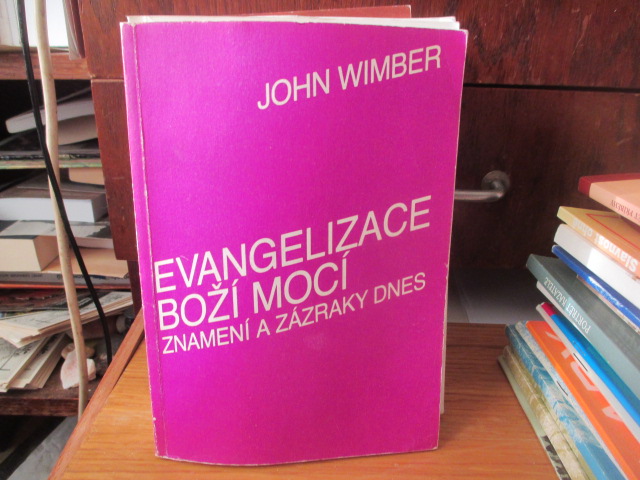 JOHN WIMBER
EVANGELIZACE
BOŽÍ MOCÍ
ZNAMENÍ A ZÁZRAKY DNES